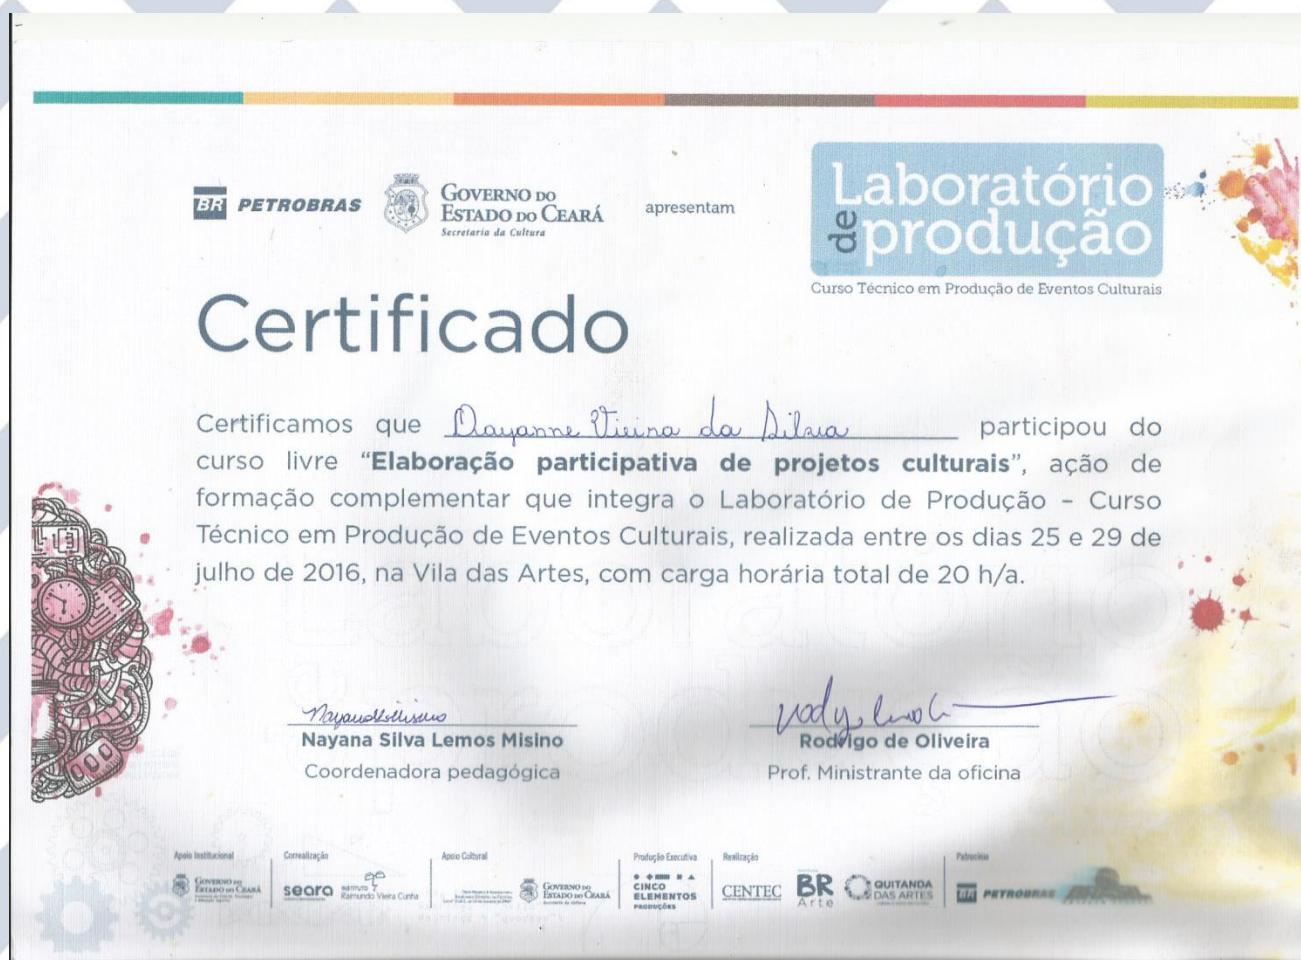 BR PETROBRAS
GOVERNO DO
ESTADO DO CEARÁ
Secretaria da Cultura
apresentam
Laboratório
de produção
Curso Técnico em Produção de Eventos Culturais
Certificado
Certificamos que Dayanne Vieira da Silva participou do
curso livre “Elaboração participativa de projetos culturais”, ação de
formação complementar que integra o Laboratório de Produção – Curso
Técnico em Produção de Eventos Culturais, realizada entre os dias 25 e 29 de
julho de 2016, na Vila das Artes, com carga horária total de 20 h/a.
Nayana Silva Lemos Misino
Coordenadora pedagógica
Rodrigo de Oliveira
Prof. Ministrante da oficina
Apoio Institucional
GOVERNO DO
ESTADO DO CEARÁ
Correalização
seara
INSTITUTO
Raimundo Vieira Cunha
Apoio Cultural
GOVERNO DO
ESTADO DO CEARÁ
Produção Executiva
CINCO
ELEMENTOS
PRODUÇÕES
Realização
CENTEC
BR
Arte
QUITANDA
DAS ARTES
Patrocínio
BR PETROBRAS